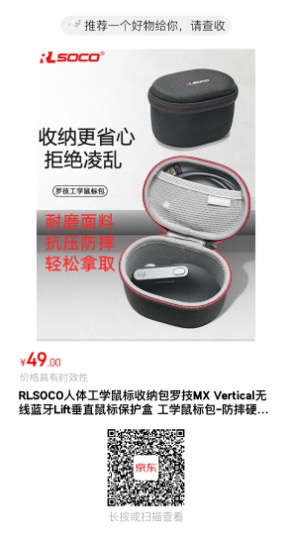 推荐一个好物给你，请查收
RLSOCO
RLSOCO
收纳更省心
拒绝凌乱
罗技工学鼠标包
耐磨面料
抗压防摔
轻松拿取
¥49.00
价格具有时效性
RLSOCO人体工学鼠标收纳包罗技MX Vertical无
线蓝牙Lift垂直鼠标保护盒 工学鼠标包-防摔硬...
京东
长按或扫描查看